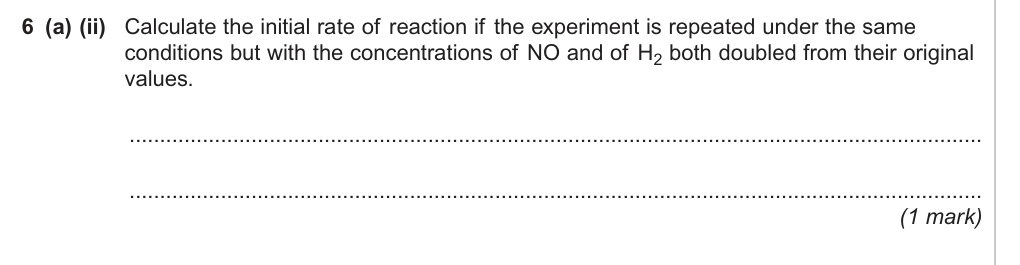 6 (a) (ii) Calculate the initial rate of reaction if the experiment is repeated under the same
conditions but with the concentrations of NO and of H₂ both doubled from their original
values.
(1 mark)